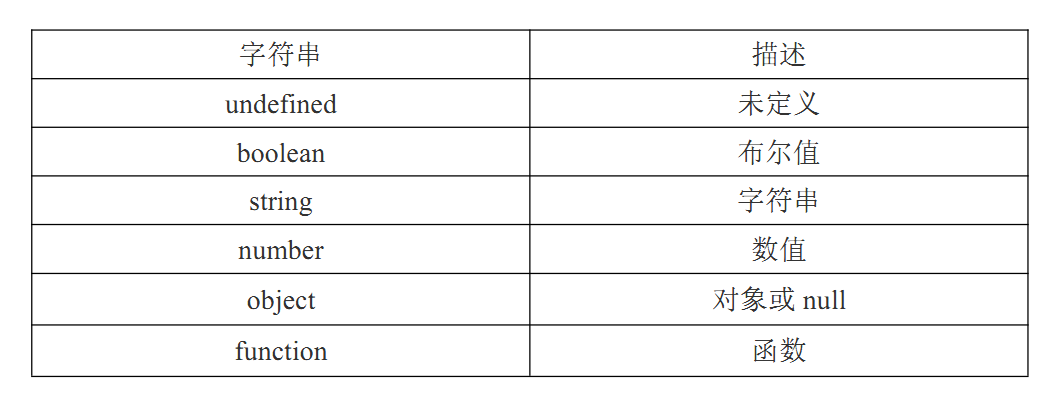 字符串 描述
undefined 未定义
boolean 布尔值
string 字符串
number 数值
object 对象或 null
function 函数